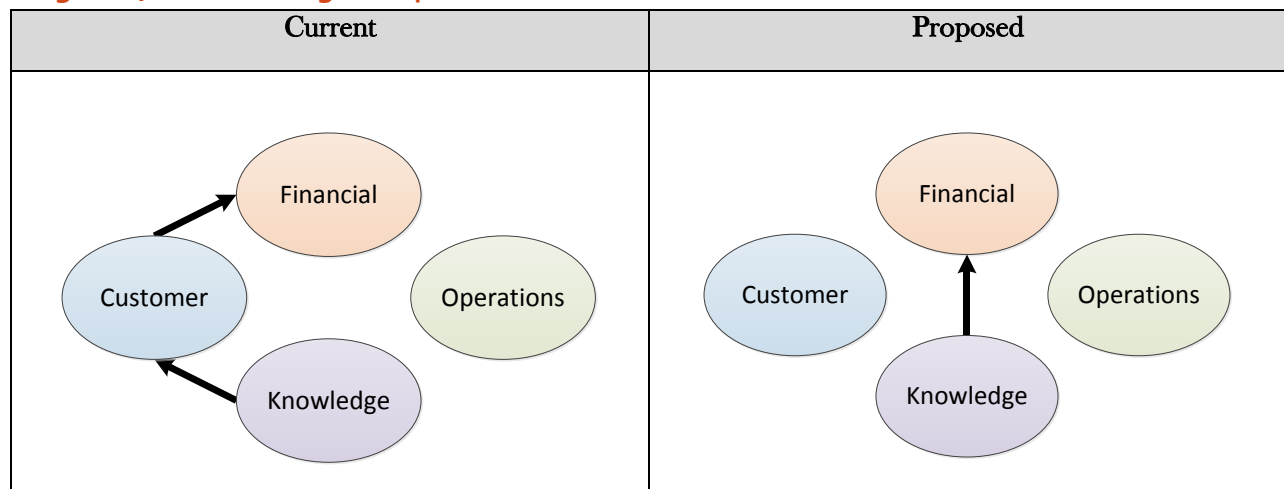 Current
Proposed
Financial
Customer
Operations
Knowledge
Financial
Customer
Operations
Knowledge